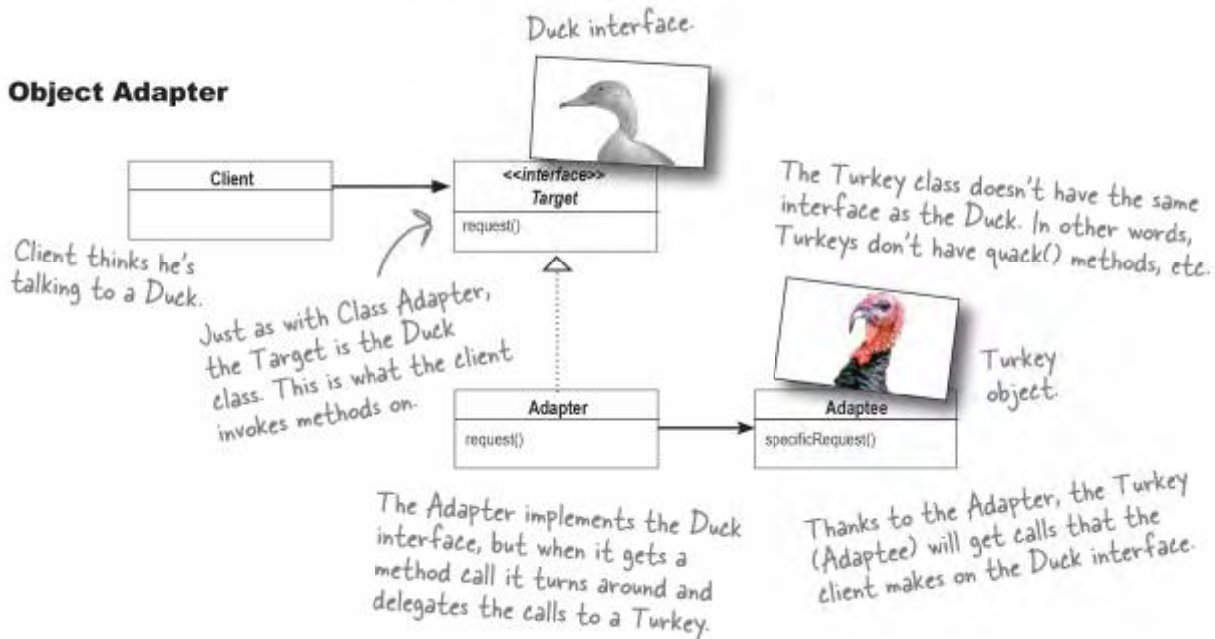 Duck interface.
Object Adapter
Client
<<interface>>
Target
request()
The Turkey class doesn't have the same
interface as the Duck. In other words,
Turkeys don't have quack() methods, etc.
Client thinks he's
talking to a Duck.
Just as with Class Adapter,
the Target is the Duck
class. This is what the client
invokes methods on.
Turkey
object.
Adapter
request()
Adaptee
specificRequest()
The Adapter implements the Duck
interface, but when it gets a
method call it turns around and
delegates the calls to a Turkey.
Thanks to the Adapter, the Turkey
(Adaptee) will get calls that the
client makes on the Duck interface.